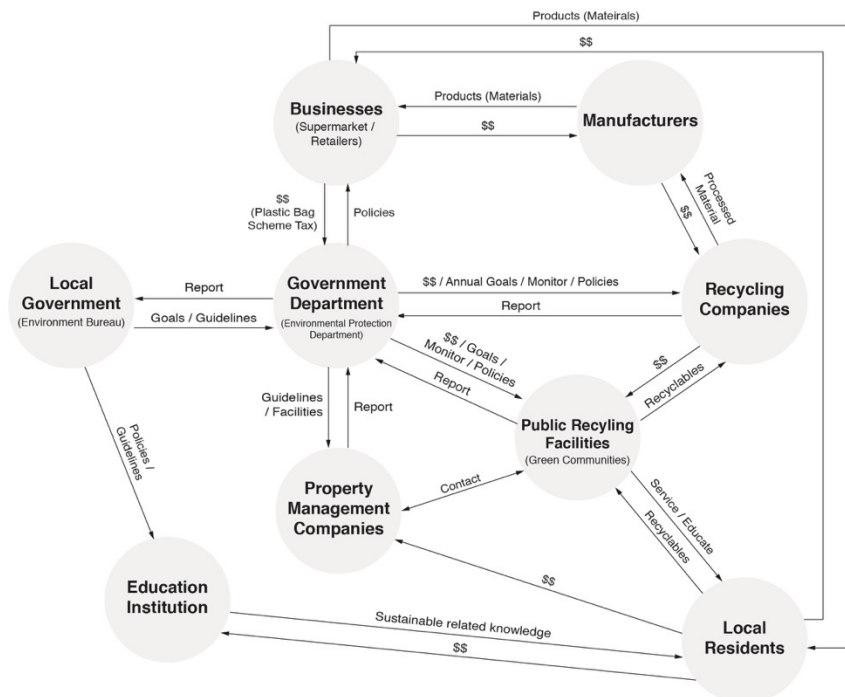 Products (Mateirals)
$$
Businesses
(Supermarket /
Retailers)
Products (Materials)
$$
Manufacturers
$$
(Plastic Bag
Scheme Tax)
Policies
$$
Processed
Material
Local
Government
(Environment Bureau)
Report
Goals / Guidelines
Government
Department
(Environmental Protection
Department)
$$ / Annual Goals / Monitor / Policies
Report
Recycling
Companies
$$ / Goals /
Monitor / Policies
Report
$$
Recyclables
Guidelines
/ Facilities
Report
Public Recyling
Facilities
(Green Communities)
Policies /
Guidelines
Property
Management
Companies
Contact
Service / Educate
Recyclables
$$
Education
Institution
Sustainable related knowledge
$$
Local
Residents